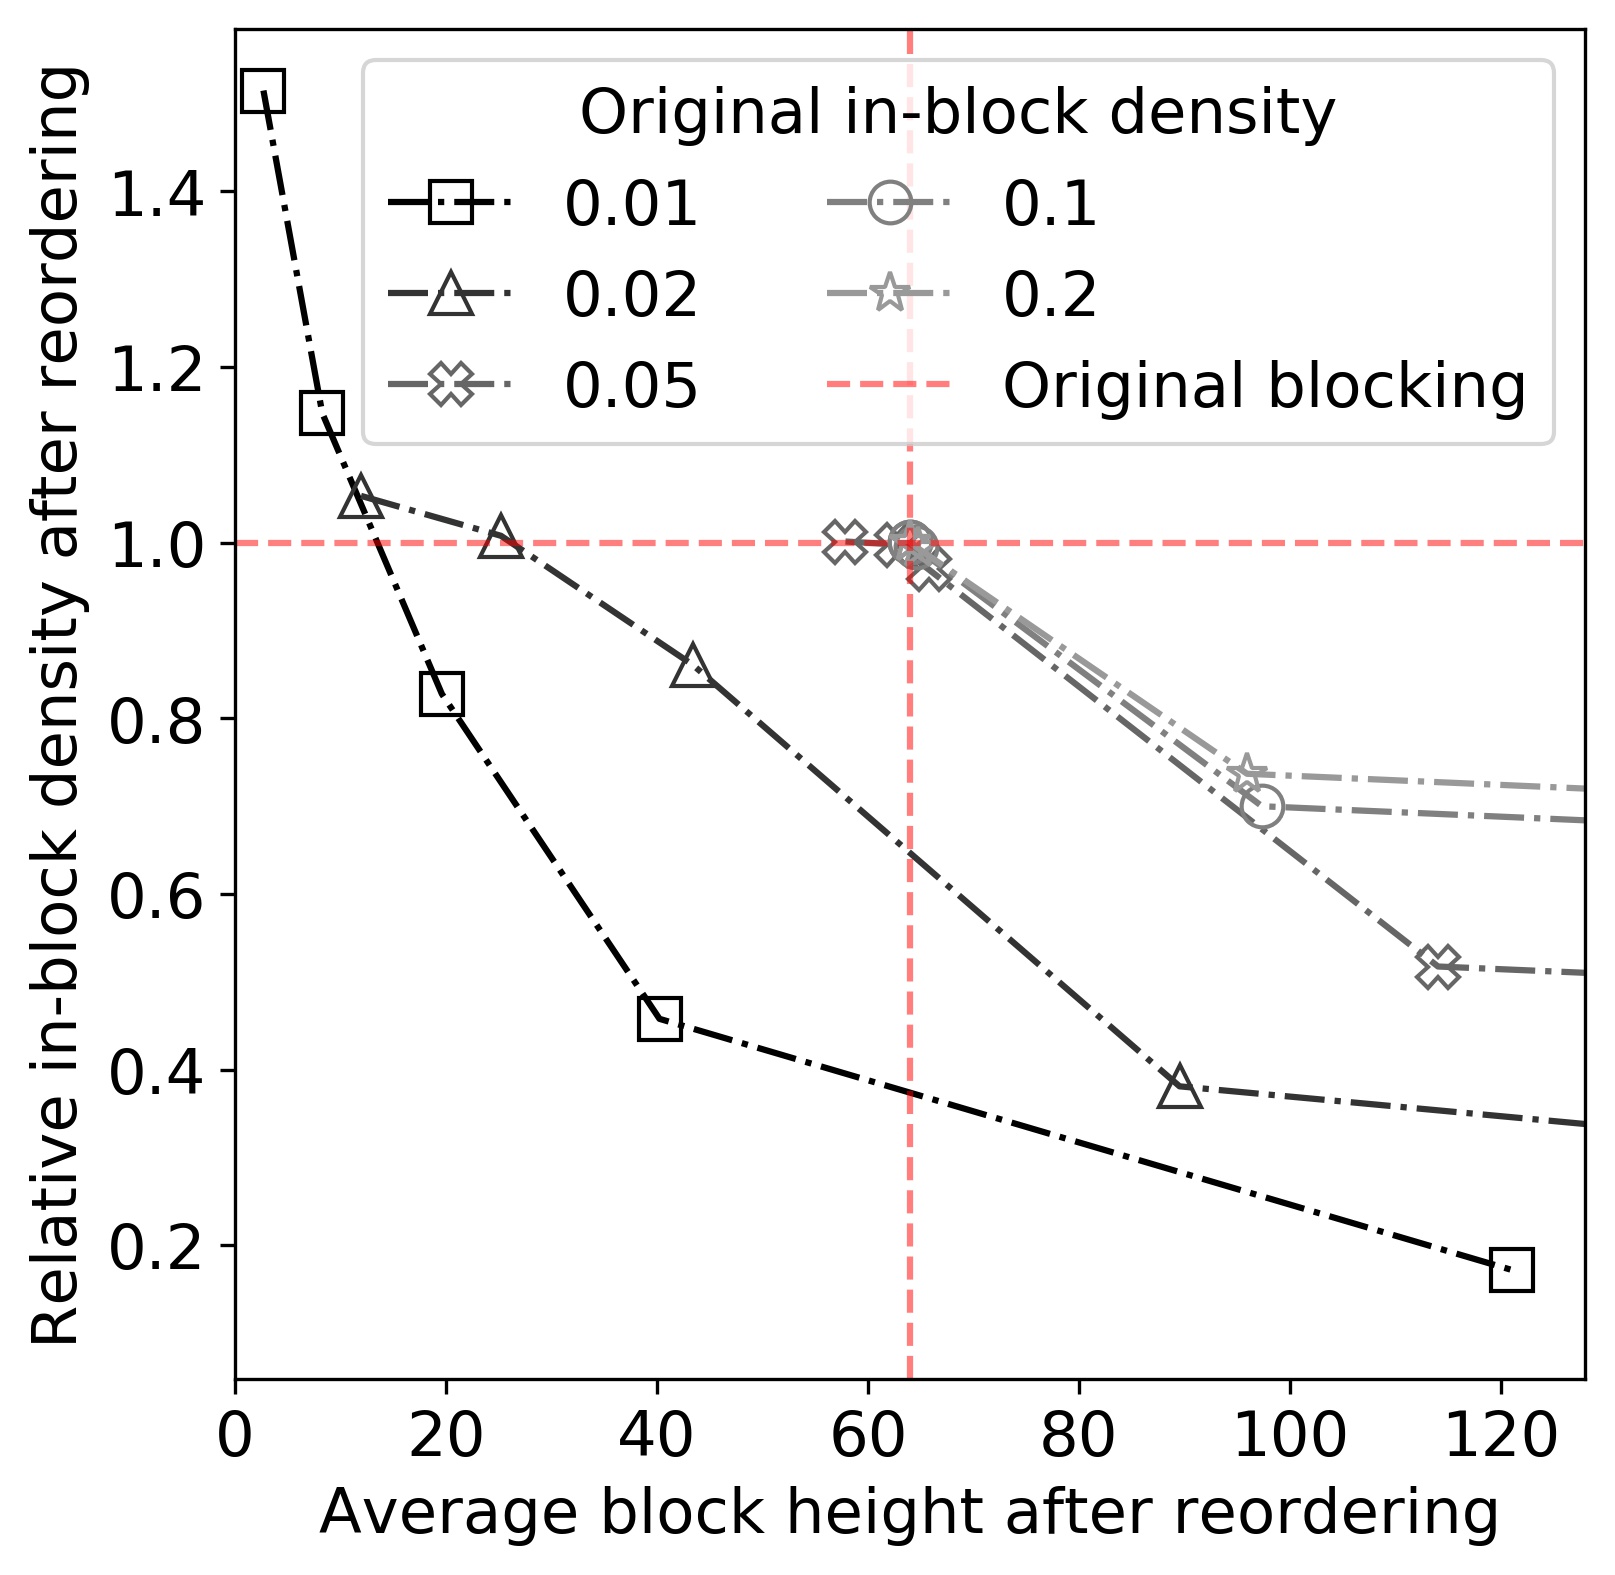 Relative in-block density after reordering
1.4
1.2
1.0
0.8
0.6
0.4
0.2
Original in-block density
0.01
0.02
0.05
0.1
0.2
Original blocking
0 20 40 60 80 100 120
Average block height after reordering